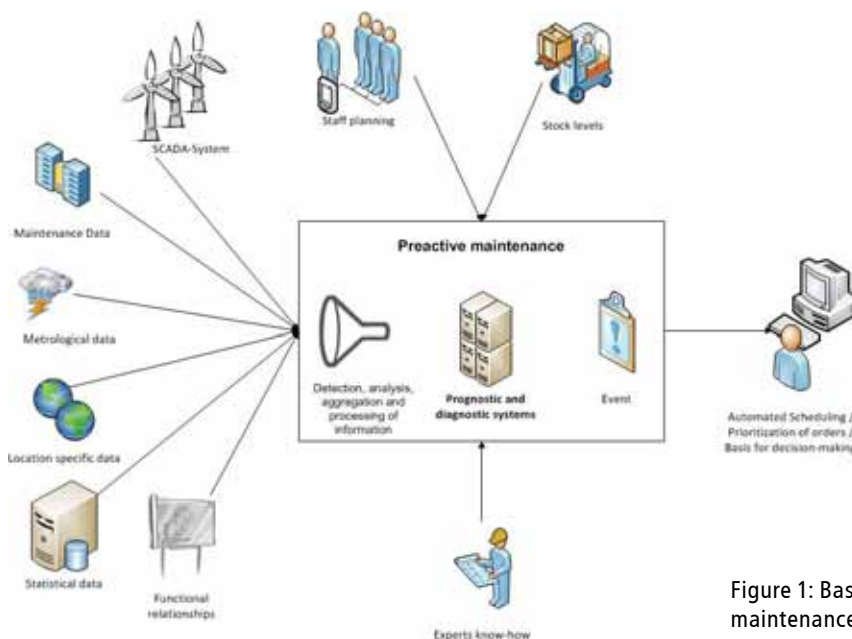 Staff planning
Stock levels
SCADA-System
Maintenance Data
Preactive maintenance
Metrological data
Detection, analysis,
aggregation and
processing of
information
Prognostic and
diagnostic systems
Event
Automated Scheduling /
Prioritization of orders /
Basis for decision-making
Location specific data
Statistical data
Functional
relationships
Experts know-how
Figure 1: Bas
maintenance